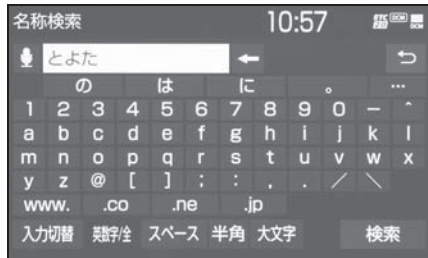 名称検索 10:57
とよた
の は に 。 …
1 2 3 4 5 6 7 8 9 0 - ^
a b c d e f g h i j k l
m n o p q r s t u v w x
y z @ [ ] ; : , . / \
www. .co .ne .jp
入力切替 英数字/全 スペース 半角 大文字 検索